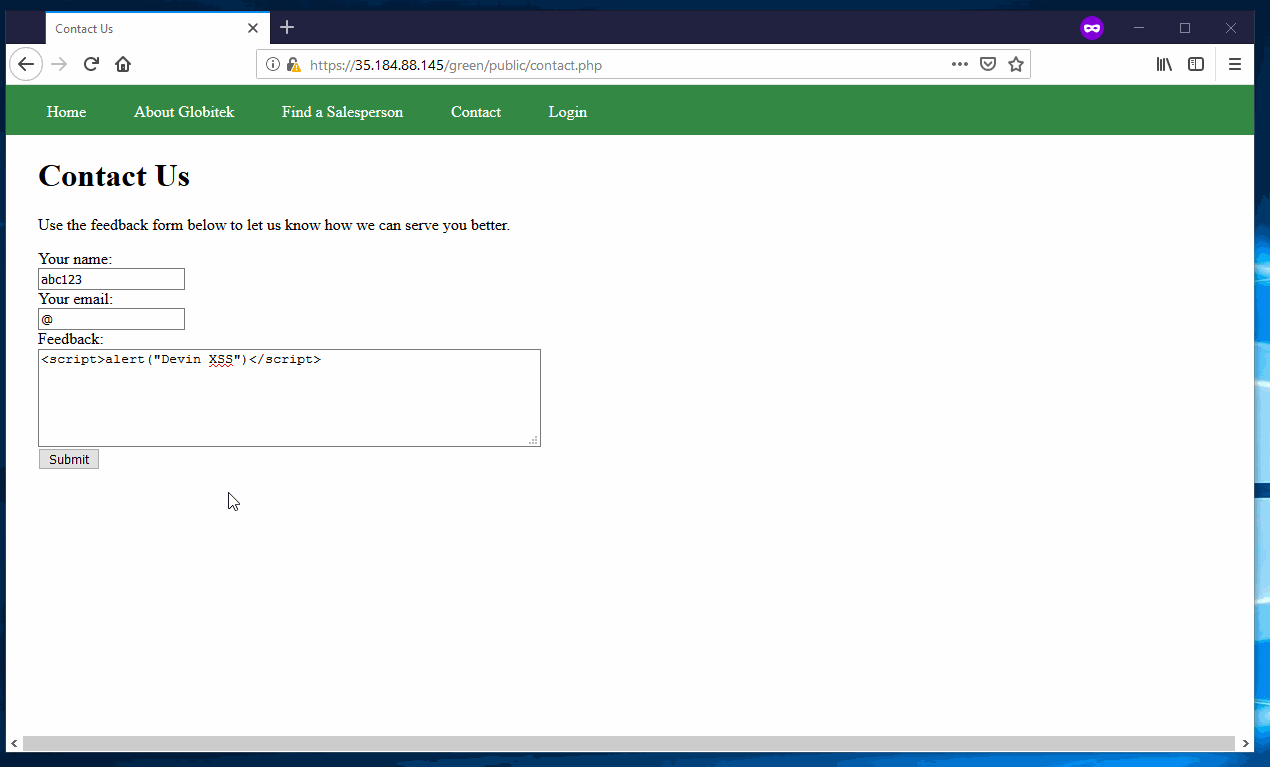 Contact Us
https://35.184.88.145/green/public/contact.php
Home About Globitek Find a Salesperson Contact Login
Contact Us
Use the feedback form below to let us know how we can serve you better.
Your name:
abc123
Your email:
@
Feedback:
<script>alert("Devin XSS")</script>
Submit